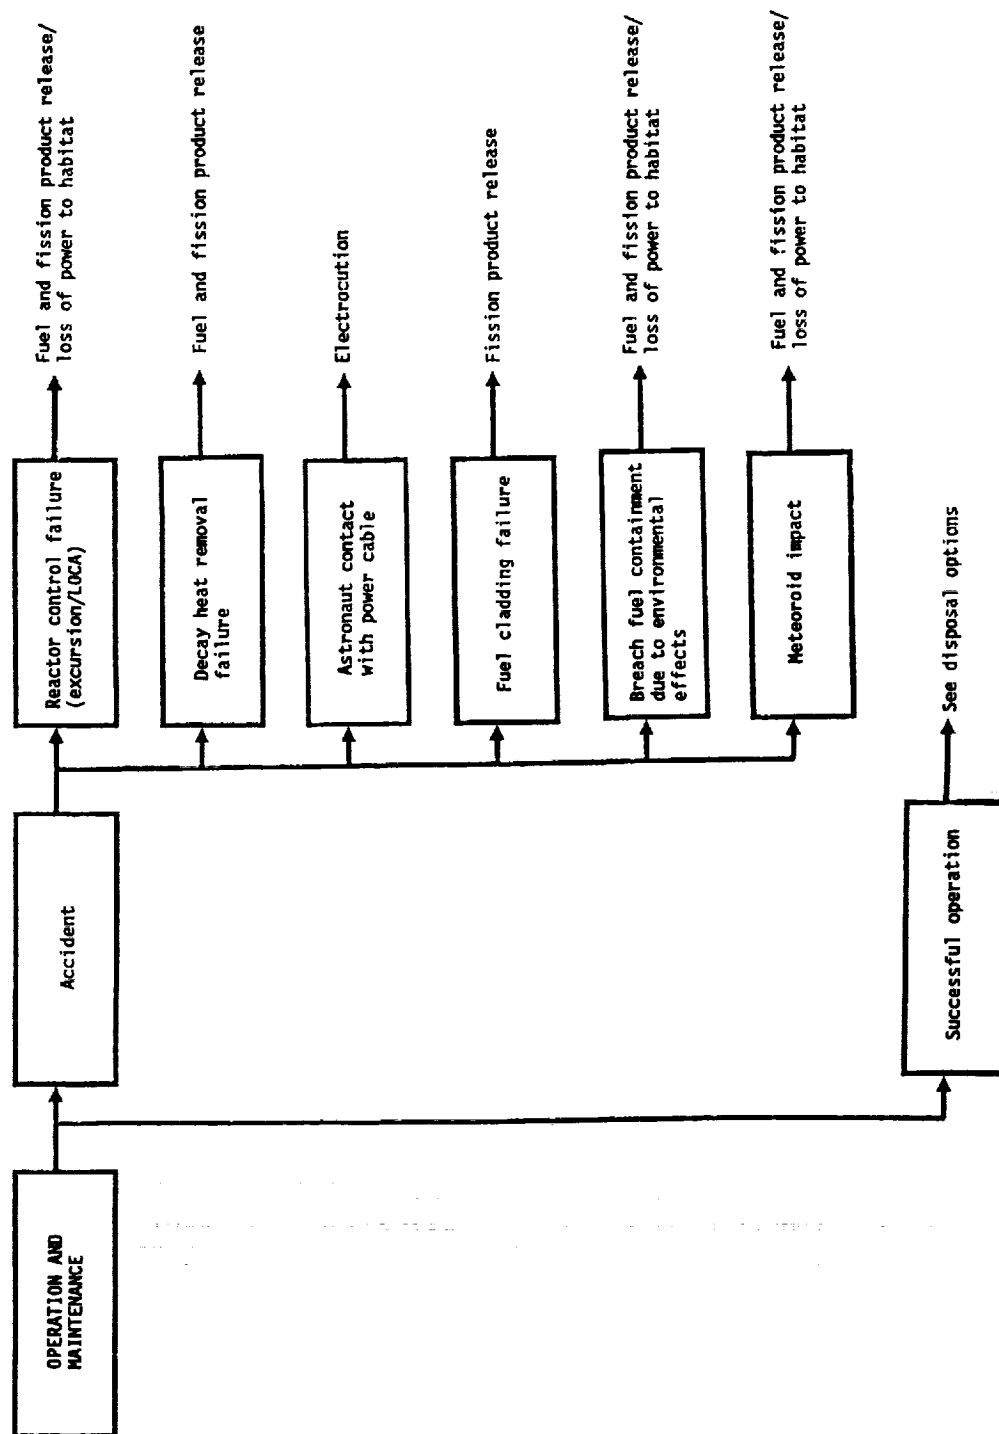 OPERATION AND
MAINTENANCE
Accident
Reactor control failure
(excursion/LOCA)
Fuel and fission product release/
loss of power to habitat
Decay heat removal
failure
Fuel and fission product release
Astronaut contact
with power cable
Electrocution
Fuel cladding failure
Fission product release
Breach fuel containment
due to environmental
effects
Fuel and fission product release/
loss of power to habitat
Meteoroid impact
Fuel and fission product release/
loss of power to habitat
Successful operation
See disposal options